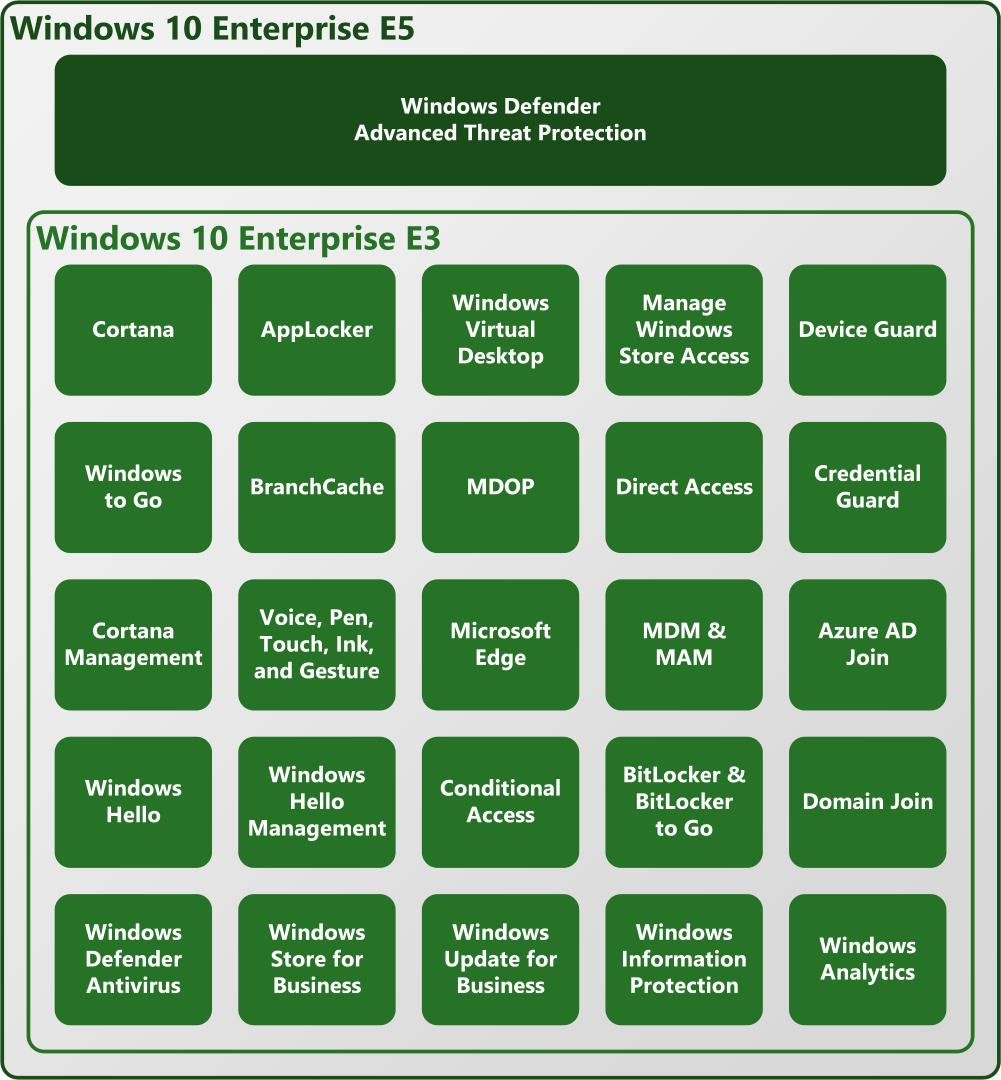 Windows 10 Enterprise E5
Windows Defender
Advanced Threat Protection
Windows 10 Enterprise E3
Cortana
AppLocker
Windows
Virtual
Desktop
Manage
Windows
Store Access
Device Guard
Windows
to Go
BranchCache
MDOP
Direct Access
Credential
Guard
Cortana
Management
Voice, Pen,
Touch, Ink,
and Gesture
Microsoft
Edge
MDM &
MAM
Azure AD
Join
Windows
Hello
Windows
Hello
Management
Conditional
Access
BitLocker &
BitLocker
to Go
Domain Join
Windows
Defender
Antivirus
Windows
Store for
Business
Windows
Update for
Business
Windows
Information
Protection
Windows
Analytics